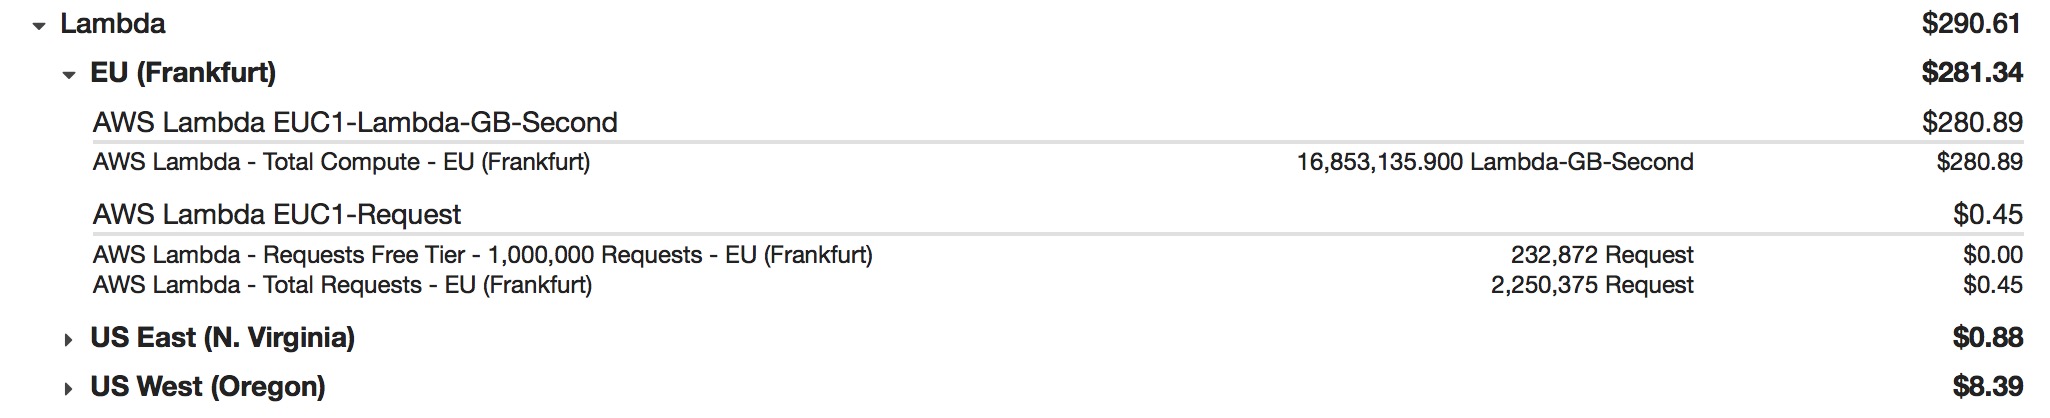 Lambda $290.61
EU (Frankfurt) $281.34
AWS Lambda EUC1-Lambda-GB-Second $280.89
AWS Lambda - Total Compute - EU (Frankfurt) 16,853,135.900 Lambda-GB-Second $280.89
AWS Lambda EUC1-Request $0.45
AWS Lambda - Requests Free Tier - 1,000,000 Requests - EU (Frankfurt) 232,872 Request $0.00
AWS Lambda - Total Requests - EU (Frankfurt) 2,250,375 Request $0.45
US East (N. Virginia) $0.88
US West (Oregon) $8.39